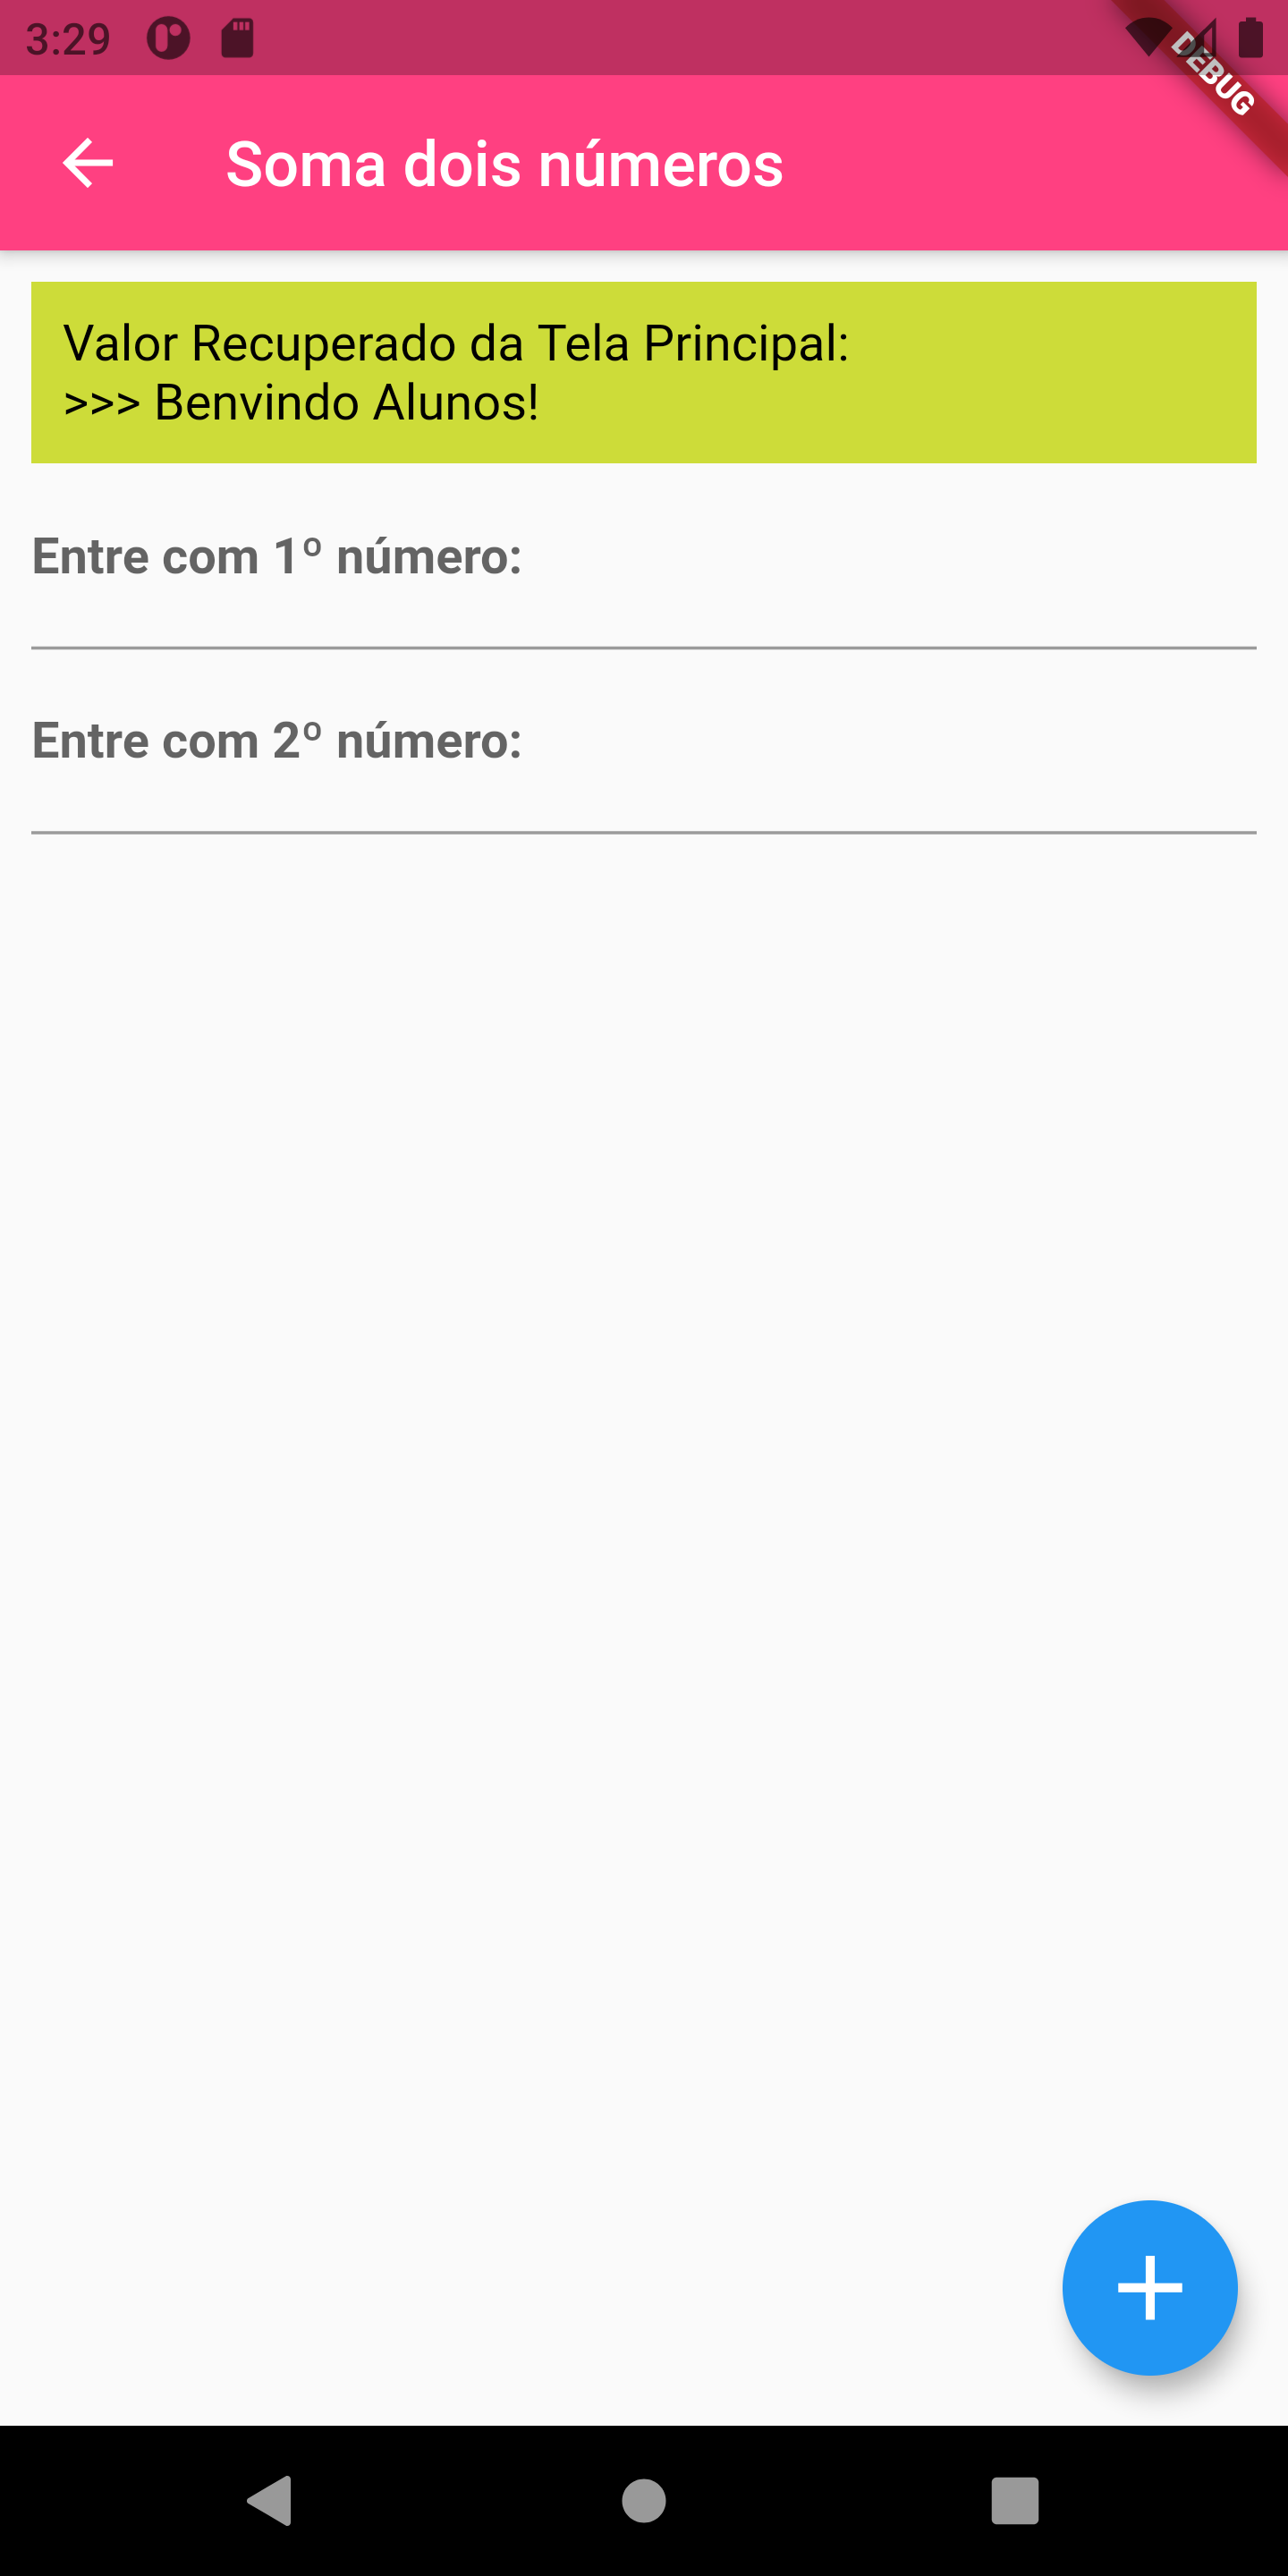 3:29
DEBUG
Soma dois números
Valor Recuperado da Tela Principal:
>>> Benvindo Alunos!
Entre com 1º número:
Entre com 2º número: